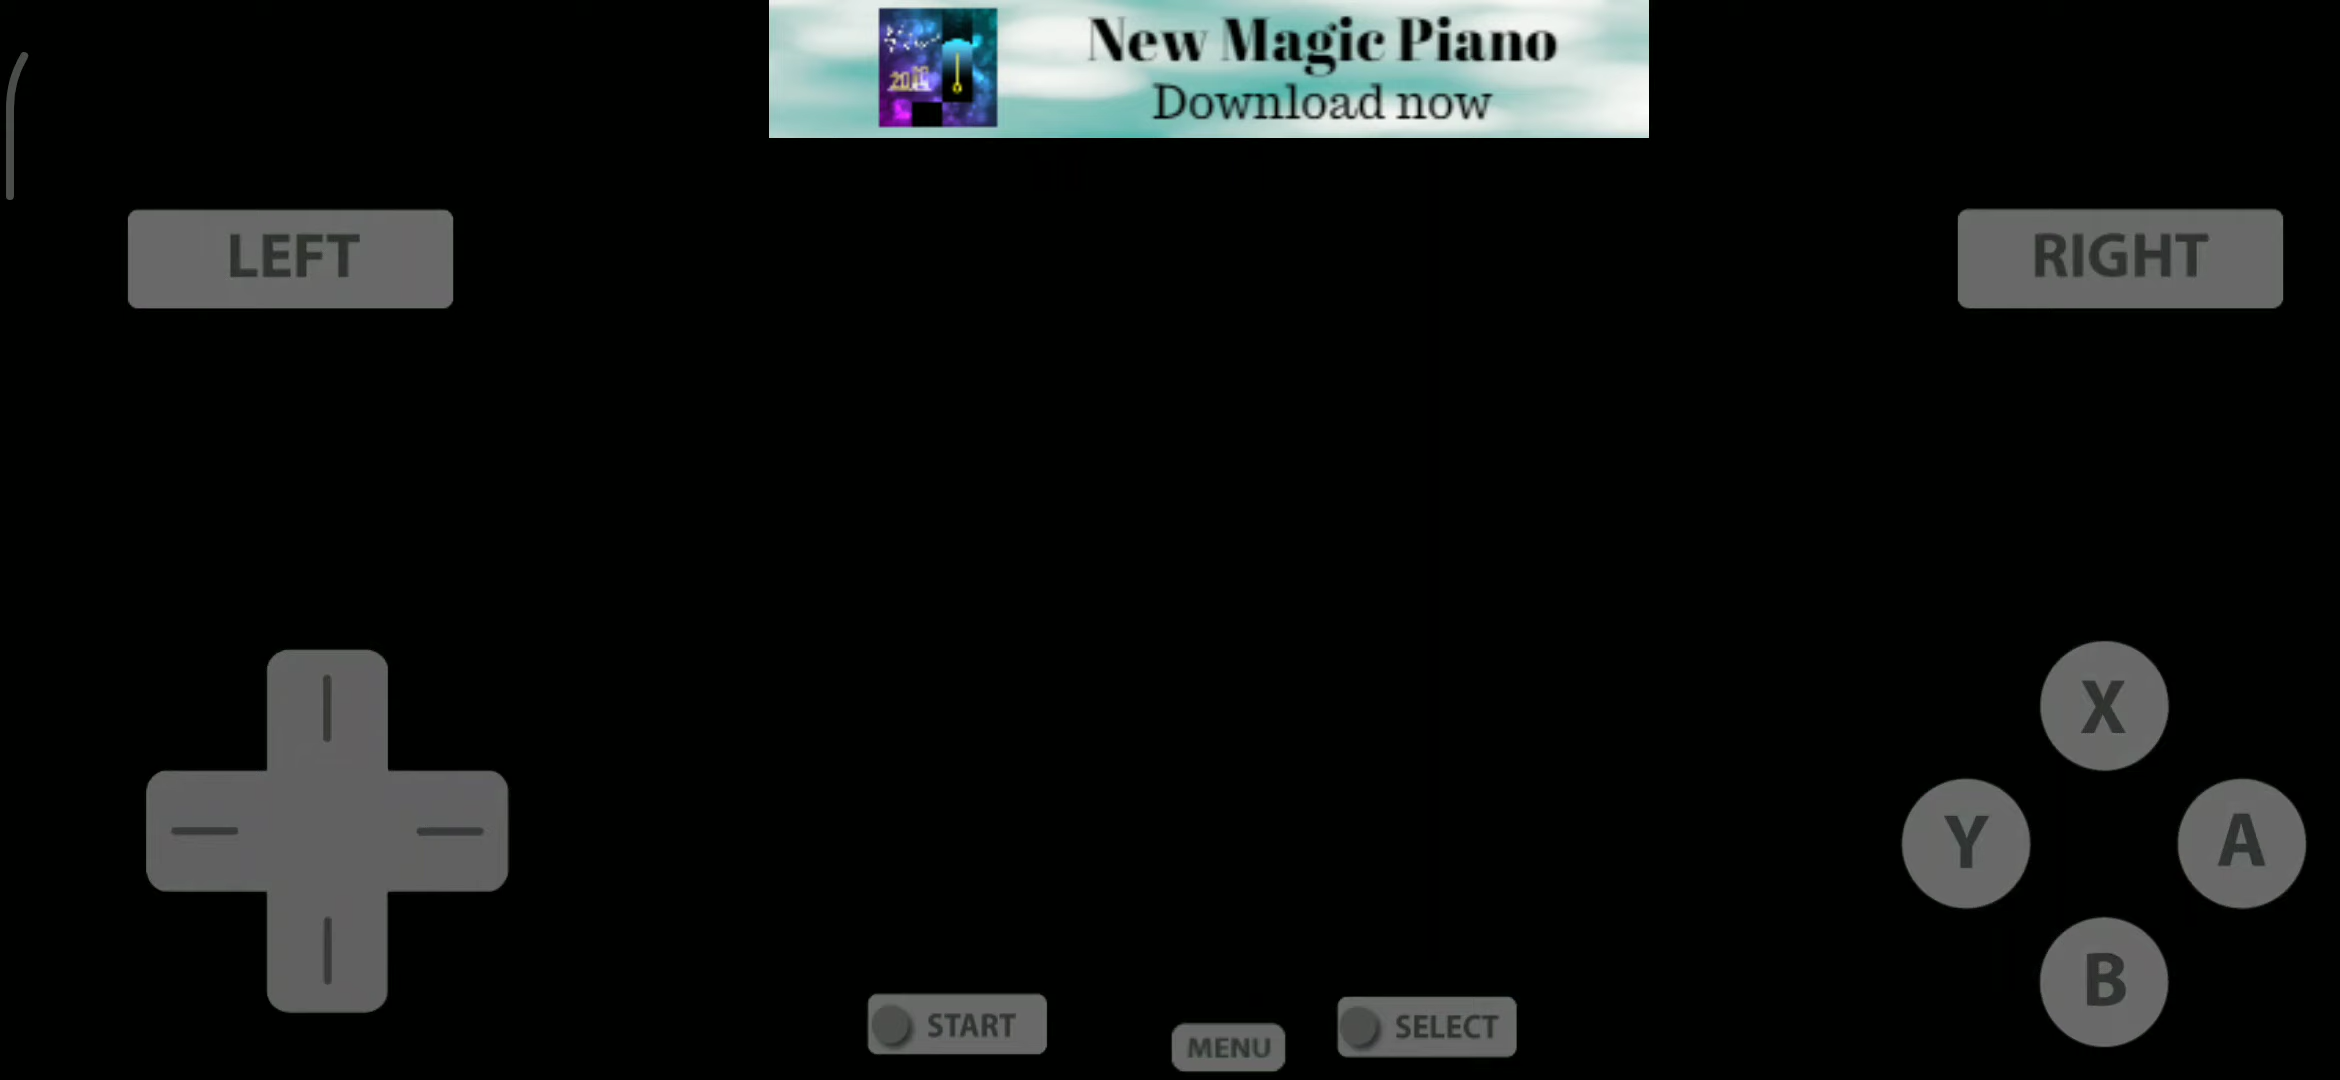 New Magic Piano
Download now
LEFT
RIGHT
X
Y
A
B
START
SELECT
MENU